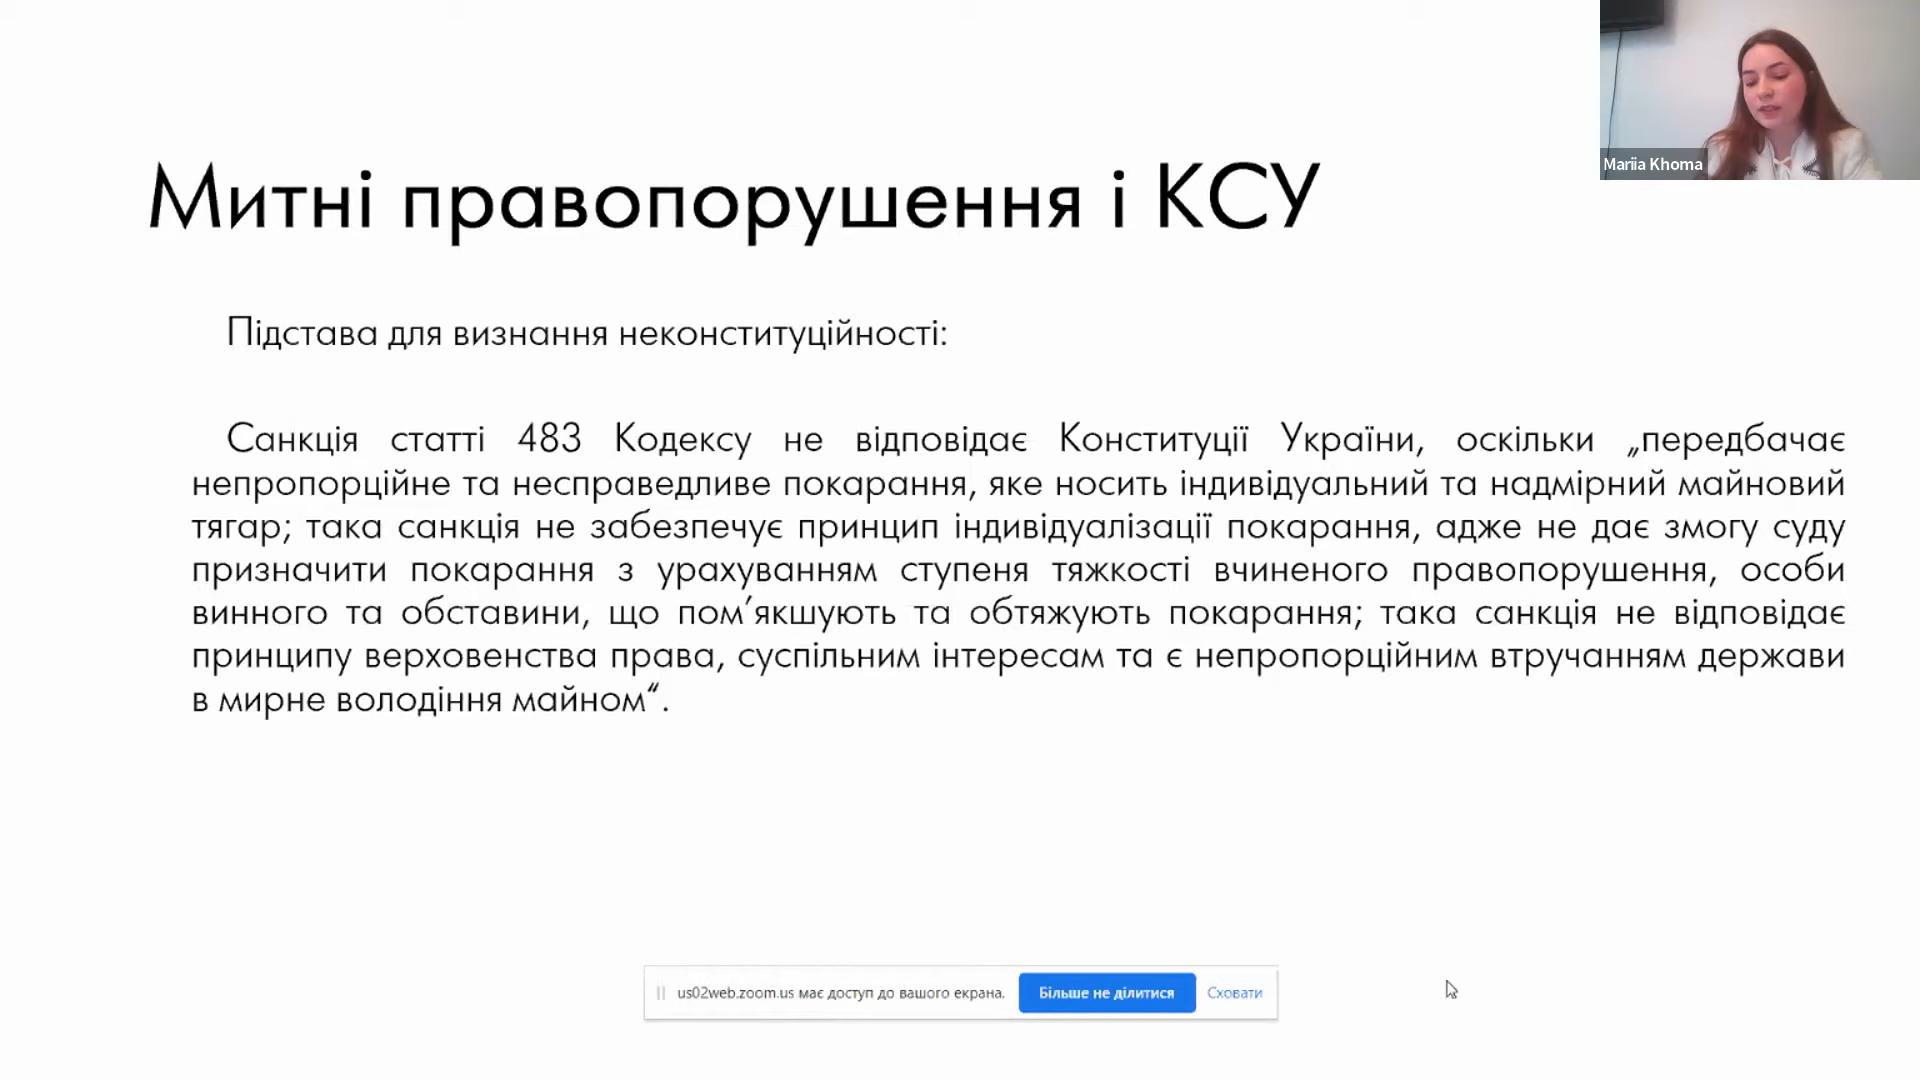 Mariia Khoma
Митні правопорушення і КСУ
Підстава для визнання неконституційності:
Санкція статті 483 Кодексу не відповідає Конституції України, оскільки „передбачає
непропорційне та несправедливе покарання, яке носить індивідуальний та надмірний майновий
тягар; така санкція не забезпечує принцип індивідуалізації покарання, адже не дає змогу суду
призначити покарання з урахуванням ступеня тяжкості вчиненого правопорушення, особи
винного та обставини, що пом’якшують та обтяжують покарання; така санкція не відповідає
принципу верховенства права, суспільним інтересам та є непропорційним втручанням держави
в мирне володіння майном“.
us02web.zoom.us має доступ до вашого екрана. Більше не ділитися Сховати